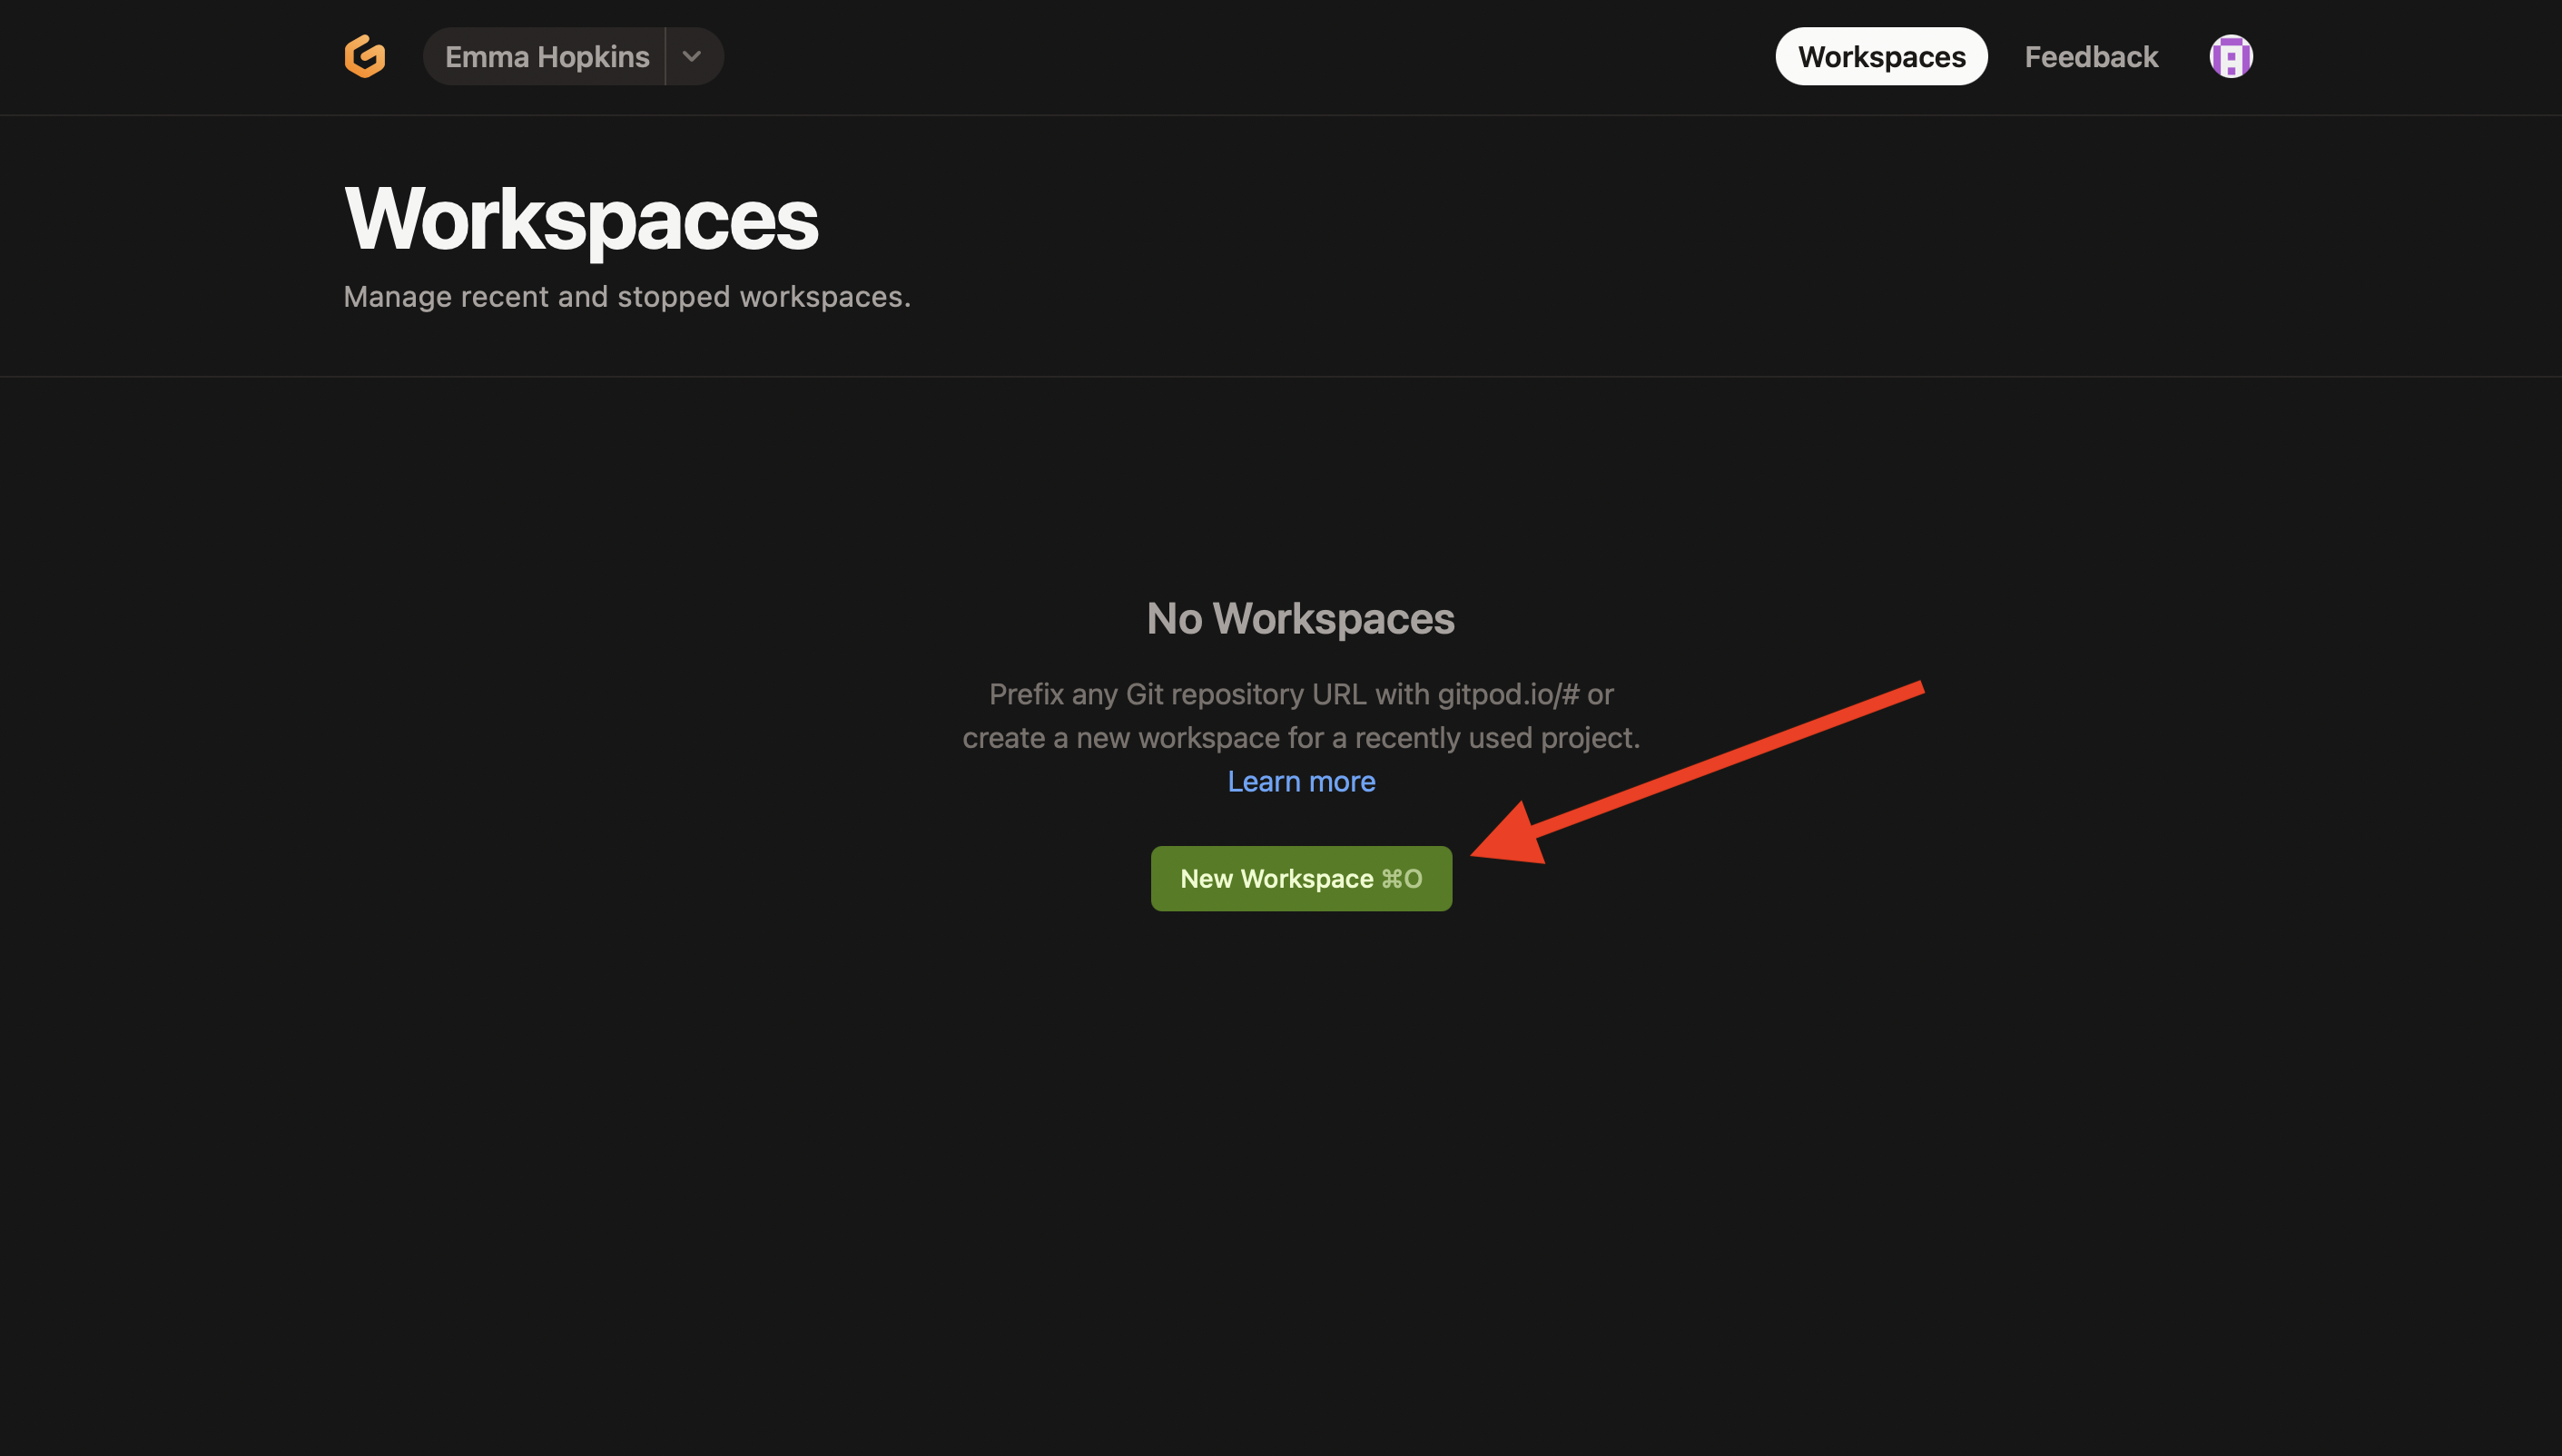 Emma Hopkins
Workspaces
Feedback
Workspaces
Manage recent and stopped workspaces.
No Workspaces
Prefix any Git repository URL with gitpod.io/# or
create a new workspace for a recently used project.
Learn more
New Workspace ⌘O